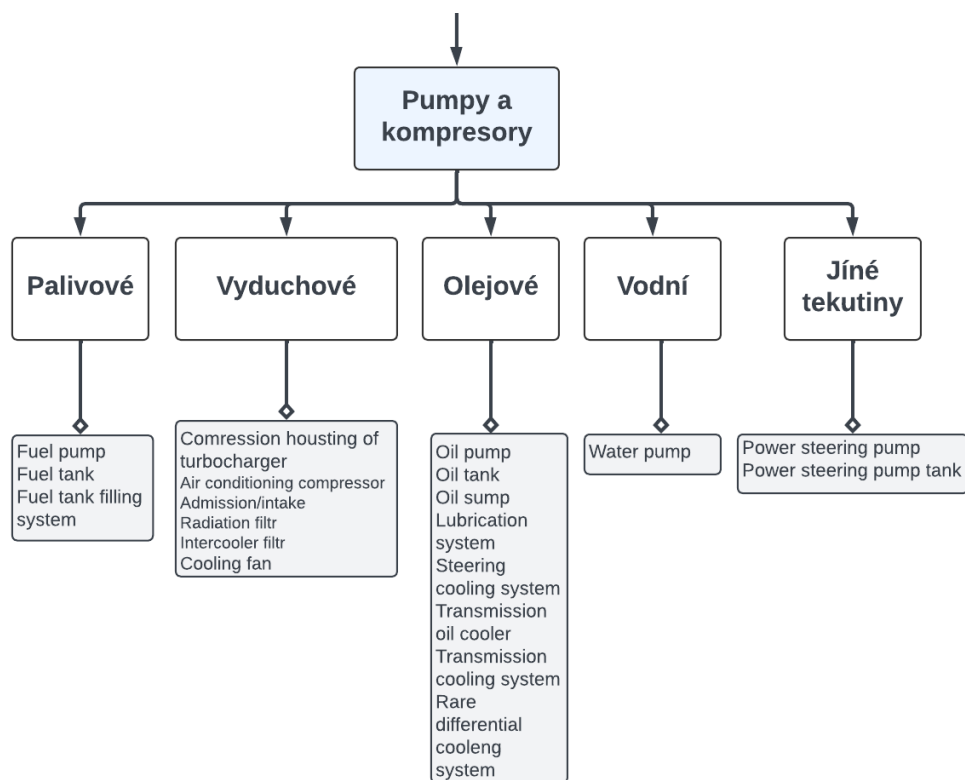 Pumpy a
kompresory
Palivové
Vyduchové
Olejové
Vodní
Jíné
tekutiny
Fuel pump
Fuel tank
Fuel tank filling
system
Comression housting of
turbocharger
Air conditioning compressor
Admission/intake
Radiation filtr
Intercooler filtr
Cooling fan
Oil pump
Oil tank
Oil sump
Lubrication
system
Steering
cooling system
Transmission
oil cooler
Transmission
cooling system
Rare
differential
cooleng
system
Water pump
Power steering pump
Power steering pump tank